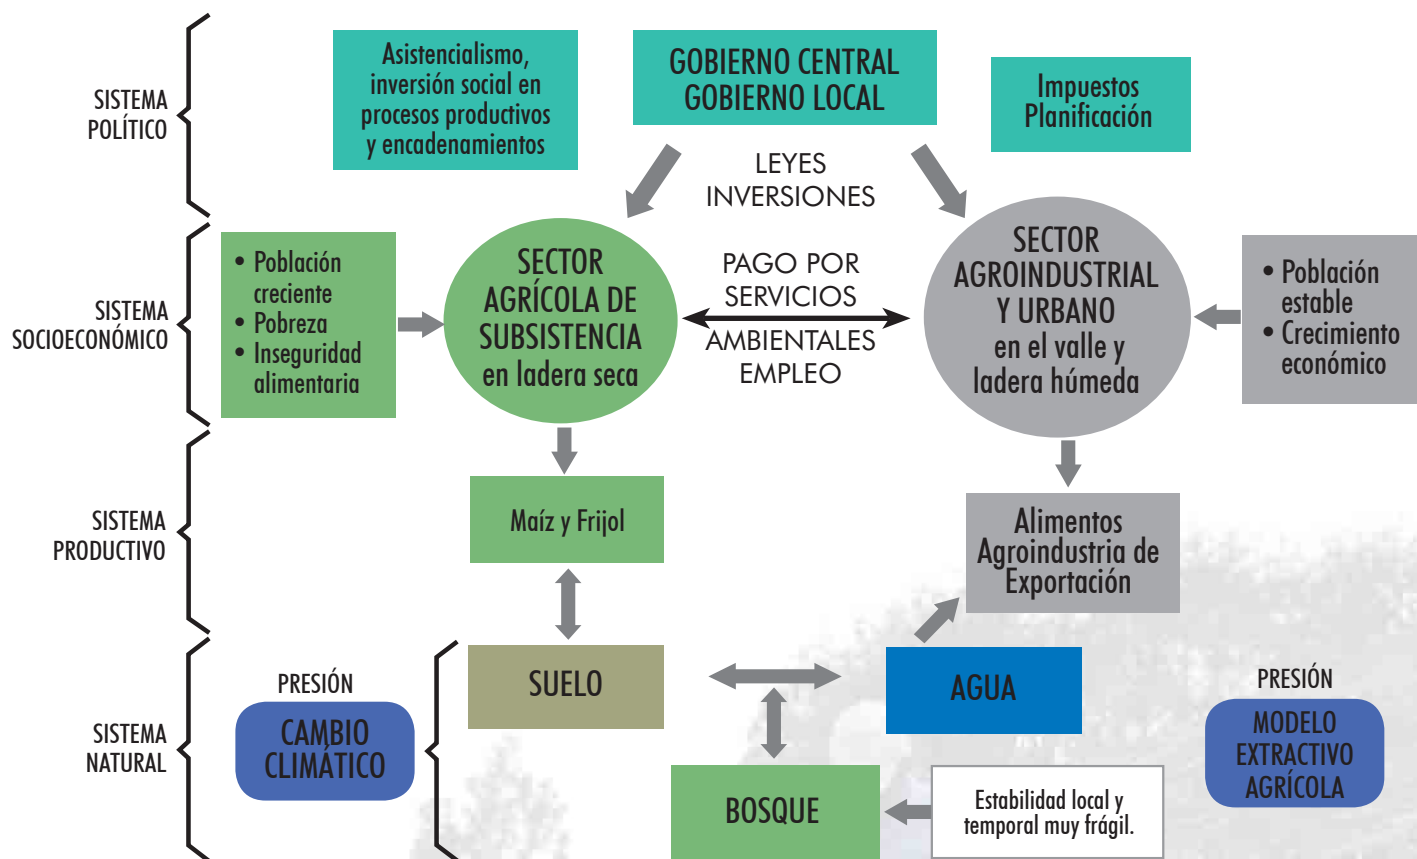 SISTEMA
POLÍTICO
Asistencialismo,
inversión social en
procesos productivos
y encadenamientos
GOBIERNO CENTRAL
GOBIERNO LOCAL
Impuestos
Planificación
LEYES
INVERSIONES
SISTEMA
SOCIOECONÓMICO
• Población
creciente
• Pobreza
• Inseguridad
alimentaria
SECTOR
AGRÍCOLA DE
SUBSISTENCIA
en ladera seca
PAGO POR
SERVICIOS
AMBIENTALES
EMPLEO
SECTOR
AGROINDUSTRIAL
Y URBANO
en el valle y
ladera húmeda
• Población
estable
• Crecimiento
económico
SISTEMA
PRODUCTIVO
Maíz y Frijol
Alimentos
Agroindustria de
Exportación
SISTEMA
NATURAL
PRESIÓN
CAMBIO
CLIMÁTICO
SUELO
AGUA
BOSQUE
Estabilidad local y
temporal muy frágil.
PRESIÓN
MODELO
EXTRACTIVO
AGRÍCOLA